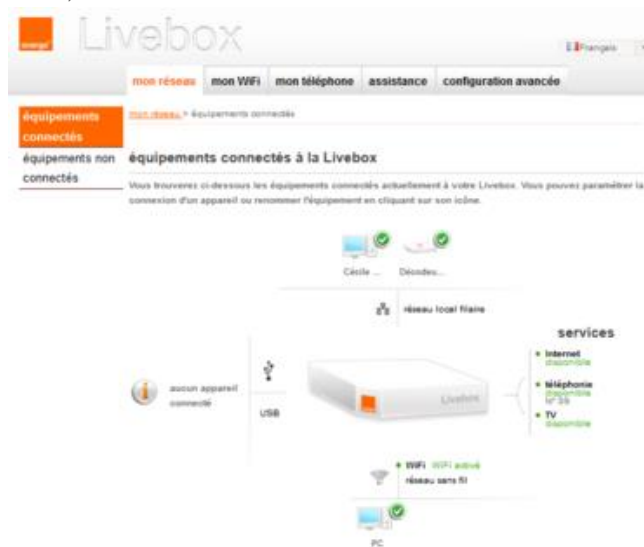 Livebox
Français
mon réseau mon WiFi mon téléphone assistance configuration avancée
équipements connectés
mon réseau > équipements connectés
équipements non connectés
équipements connectés à la Livebox
Vous trouverez ci-dessous les équipements connectés actuellement à votre Livebox. Vous pouvez paramétrer la
connexion d'un appareil ou renommer l'équipement en cliquant sur son icône.
Cécile ... Décodeu...
réseau local filaire
services
Internet
disponible
téléphonie
disponible
TV
disponible
aucun appareil
connecté
USB
Livebox
WiFi WiFi activé
réseau sans fil
PC